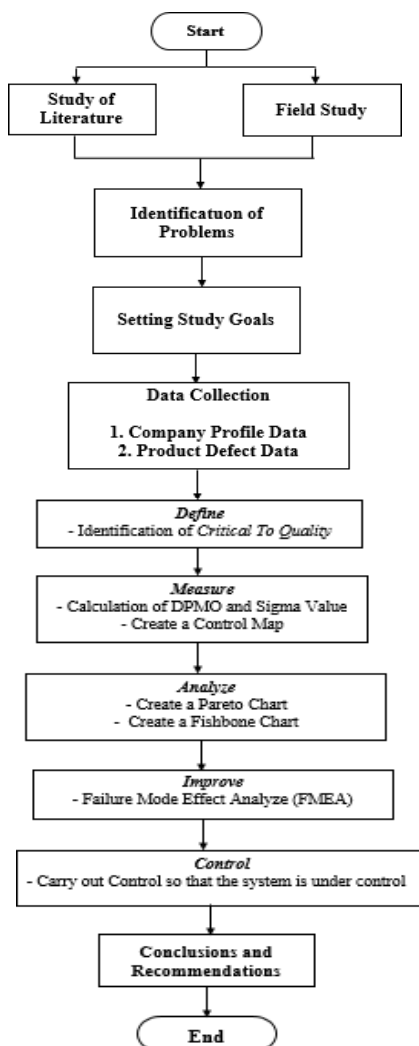 Start
Study of
Literature
Field Study
Identificatuon of
Problems
Setting Study Goals
Data Collection
1. Company Profile Data
2. Product Defect Data
Define
- Identification of Critical To Quality
Measure
- Calculation of DPMO and Sigma Value
- Create a Control Map
Analyze
- Create a Pareto Chart
- Create a Fishbone Chart
Improve
- Failure Mode Effect Analyze (FMEA)
Control
- Carry out Control so that the system is under control
Conclusions and
Recommendations
End